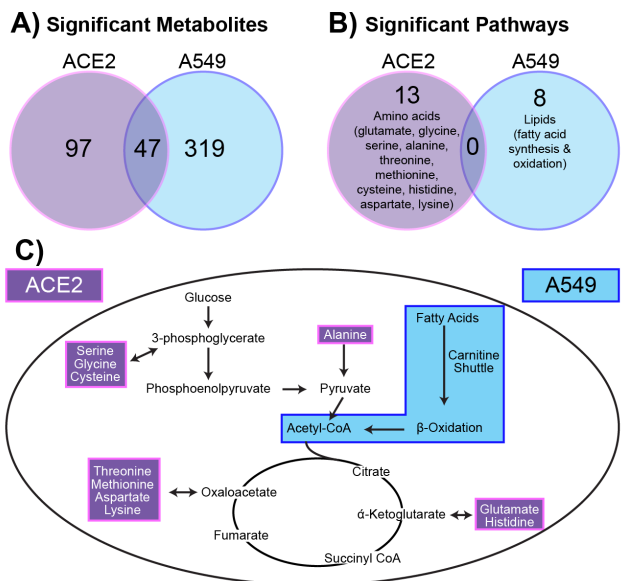 A) Significant Metabolites
ACE2
A549
97
47
319
B) Significant Pathways
ACE2
A549
13
Amino acids
(glutamate, glycine,
serine, alanine,
threonine,
methionine,
cysteine, histidine,
aspartate, lysine)
0
8
Lipids
(fatty acid
synthesis &
oxidation)
C)
ACE2
A549
Glucose
3-phosphoglycerate
Serine
Glycine
Cysteine
Phosphoenolpyruvate
Alanine
Pyruvate
Fatty Acids
Carnitine
Shuttle
Acetyl-CoA
β-Oxidation
Citrate
Threonine
Methionine
Aspartate
Lysine
Oxaloacetate
ά-Ketoglutarate
Glutamate
Histidine
Fumarate
Succinyl CoA